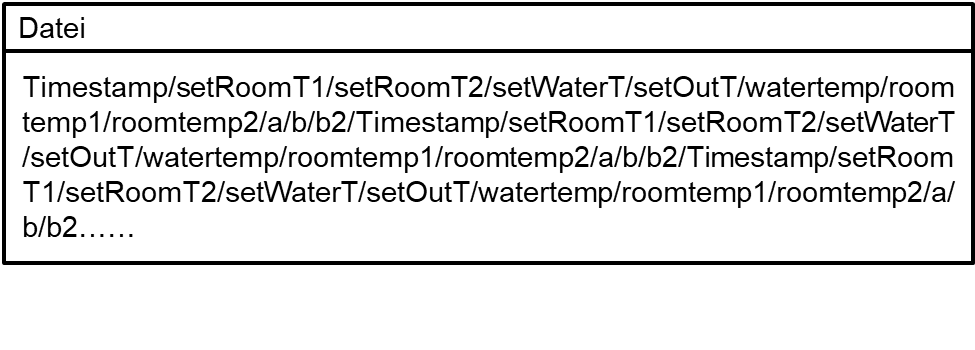 Datei
Timestamp/setRoomT1/setRoomT2/setWaterT/setOutT/watertemp/room
temp1/roomtemp2/a/b/b2/Timestamp/setRoomT1/setRoomT2/setWaterT
/setOutT/watertemp/roomtemp1/roomtemp2/a/b/b2/Timestamp/setRoom
T1/setRoomT2/setWaterT/setOutT/watertemp/roomtemp1/roomtemp2/a/
b/b2……